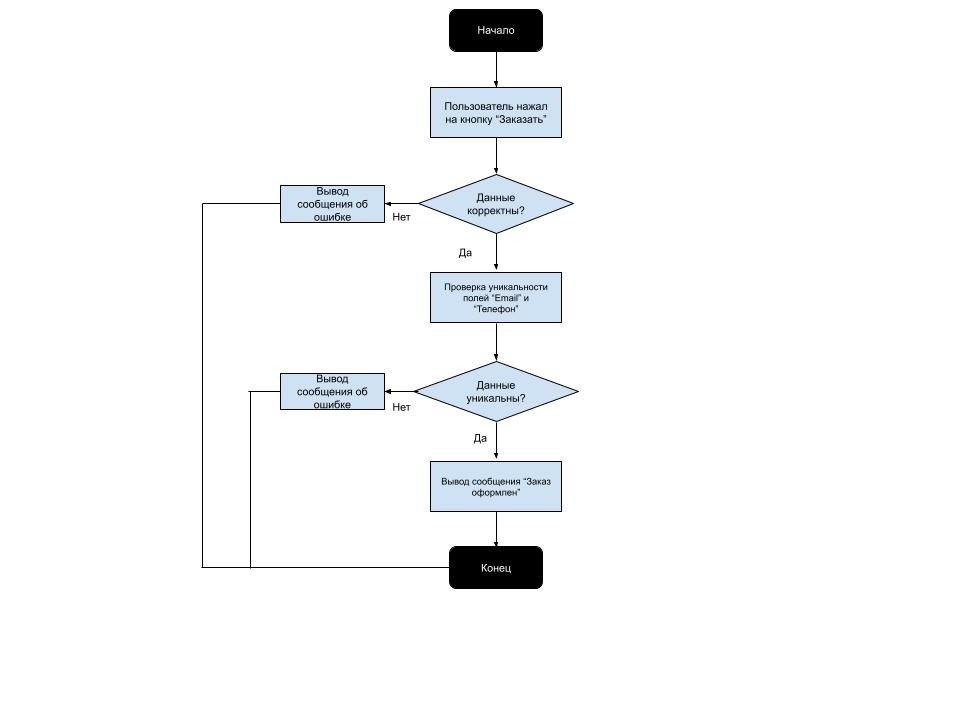 Начало
Пользователь нажал
на кнопку “Заказать”
Данные
корректны?
Вывод
сообщения об
ошибке
Нет
Да
Проверка уникальности
полей “Email” и
“Телефон”
Данные
уникальны?
Вывод
сообщения об
ошибке
Нет
Да
Вывод сообщения “Заказ
оформлен”
Конец